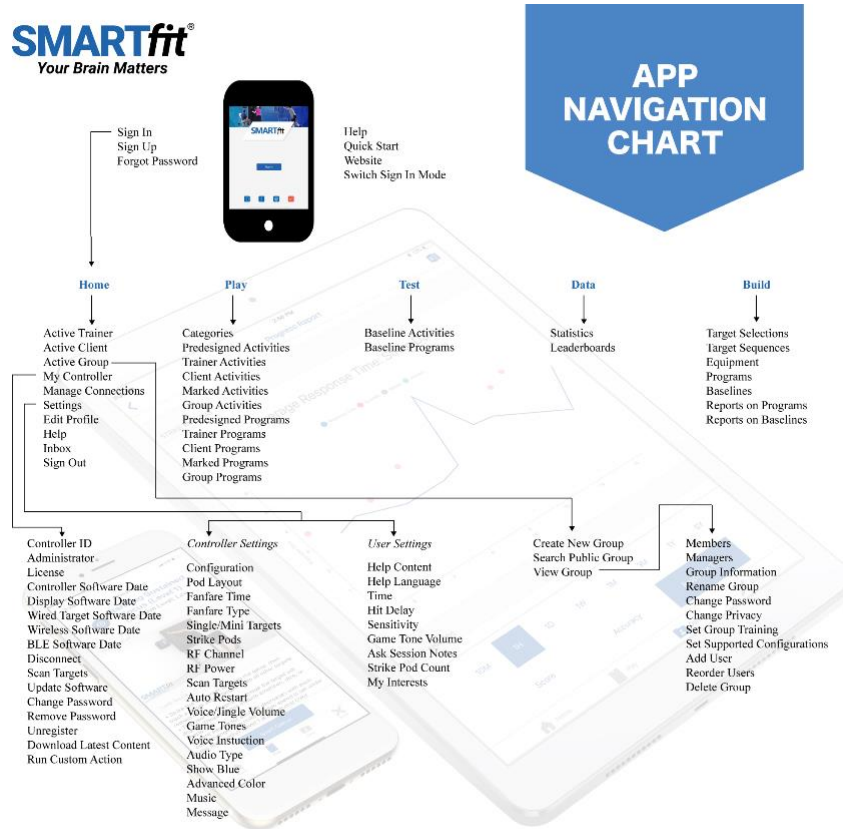 SMARTfit®
Your Brain Matters
APP
NAVIGATION
CHART
Sign In
Sign Up
Forgot Password
SMARTfit
Help
Quick Start
Website
Switch Sign In Mode
Home
Active Trainer
Active Client
Active Group
My Controller
Manage Connections
Settings
Edit Profile
Help
Inbox
Sign Out
Play
Categories
Predesigned Activities
Trainer Activities
Client Activities
Marked Activities
Group Activities
Predesigned Programs
Trainer Programs
Client Programs
Marked Programs
Group Programs
Test
Baseline Activities
Baseline Programs
Data
Statistics
Leaderboards
Build
Target Selections
Target Sequences
Equipment
Programs
Baselines
Reports on Programs
Reports on Baselines
Controller ID
Administrator
License
Controller Software Date
Display Software Date
Wired Target Software Date
Wireless Software Date
BLE Software Date
Disconnect
Scan Targets
Update Software
Change Password
Remove Password
Unregister
Download Latest Content
Run Custom Action
Controller Settings
Configuration
Pod Layout
Fanfare Time
Fanfare Type
Single/Mini Targets
Strike Pods
RF Channel
RF Power
Scan Targets
Auto Restart
Voice/Jingle Volume
Game Tones
Voice Instuction
Audio Type
Show Blue
Advanced Color
Music
Message
User Settings
Help Content
Help Language
Time
Hit Delay
Sensitivity
Game Tone Volume
Ask Session Notes
Strike Pod Count
My Interests
Create New Group
Search Public Group
View Group
Members
Managers
Group Information
Rename Group
Change Password
Change Privacy
Set Group Training
Set Supported Configurations
Add User
Reorder Users
Delete Group